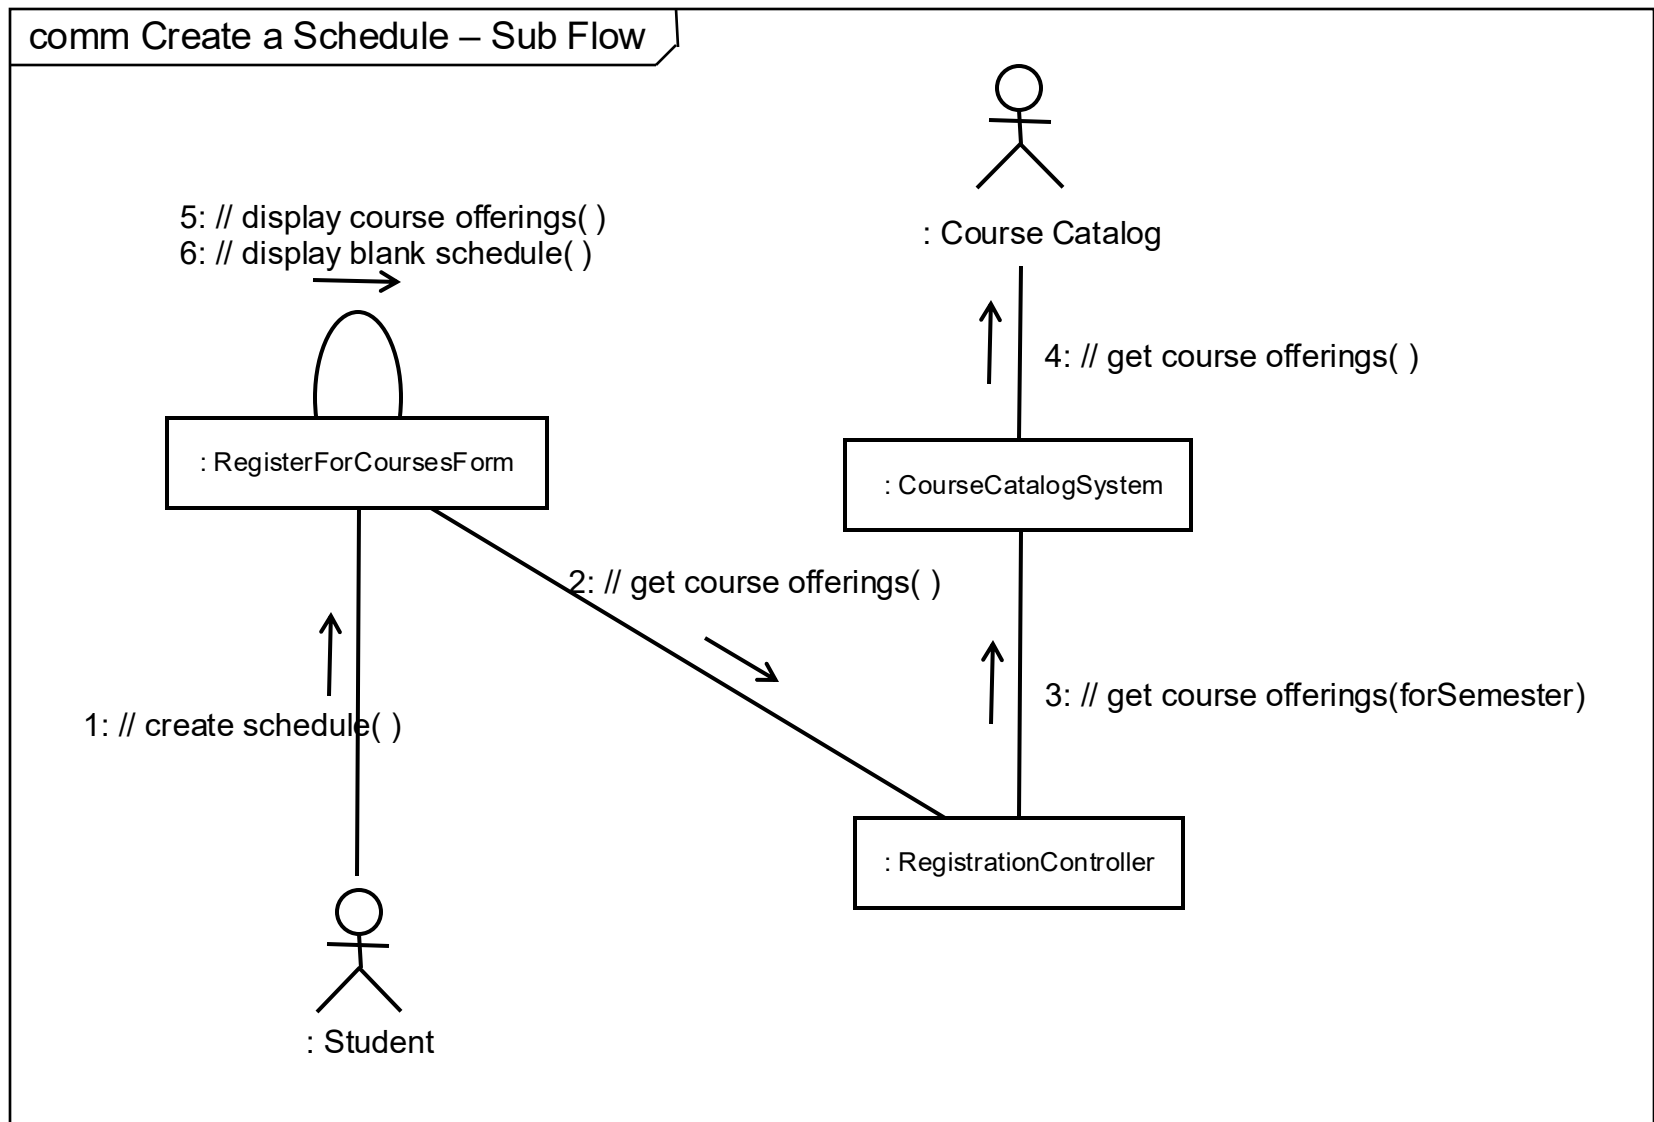 comm Create a Schedule – Sub Flow
5: // display course offerings( )
6: // display blank schedule( )
: Course Catalog
4: // get course offerings( )
: RegisterForCoursesForm
: CourseCatalogSystem
2: // get course offerings( )
3: // get course offerings(forSemester)
1: // create schedule( )
: RegistrationController
: Student